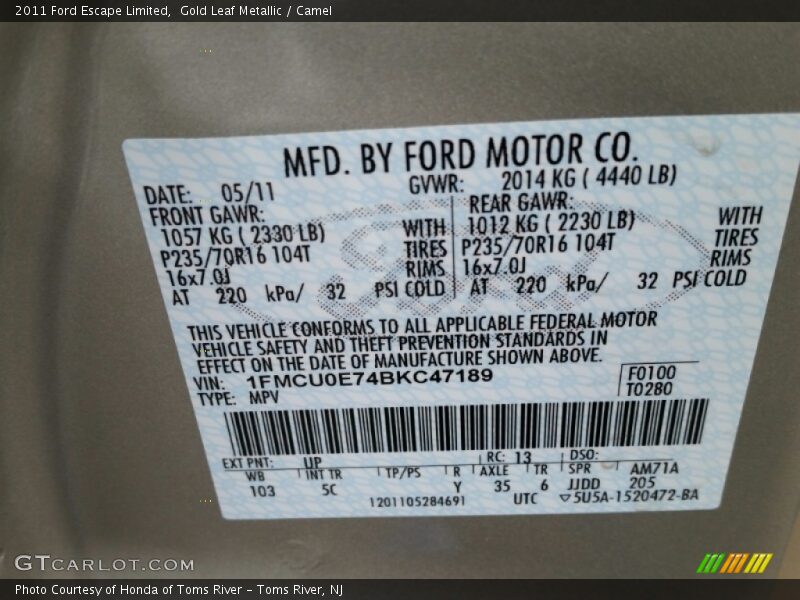 2011 Ford Escape Limited, Gold Leaf Metallic / Camel
MFD. BY FORD MOTOR CO.
DATE: 05/11 GVWR: 2014 KG ( 4440 LB)
FRONT GAWR: REAR GAWR:
1057 KG ( 2330 LB) WITH 1012 KG ( 2230 LB) WITH
P235/70R16 104T TIRES P235/70R16 104T TIRES
16x7.0J RIMS 16x7.0J RIMS
AT 220 kPa/ 32 PSI COLD AT 220 kPa/ 32 PSI COLD
THIS VEHICLE CONFORMS TO ALL APPLICABLE FEDERAL MOTOR
VEHICLE SAFETY AND THEFT PREVENTION STANDARDS IN
EFFECT ON THE DATE OF MANUFACTURE SHOWN ABOVE.
VIN: 1FMCU0E74BKC47189 F0100
TYPE: MPV T0280
EXT PNT: UP RC: 13 DSO:
WB INT TR TP/PS R AXLE TR SPR AM71A
103 5C Y 35 6 JJDD 205
1201105284691 UTC ▽5U5A-1520472-BA
GTCARLOT.COM
Photo Courtesy of Honda of Toms River – Toms River, NJ